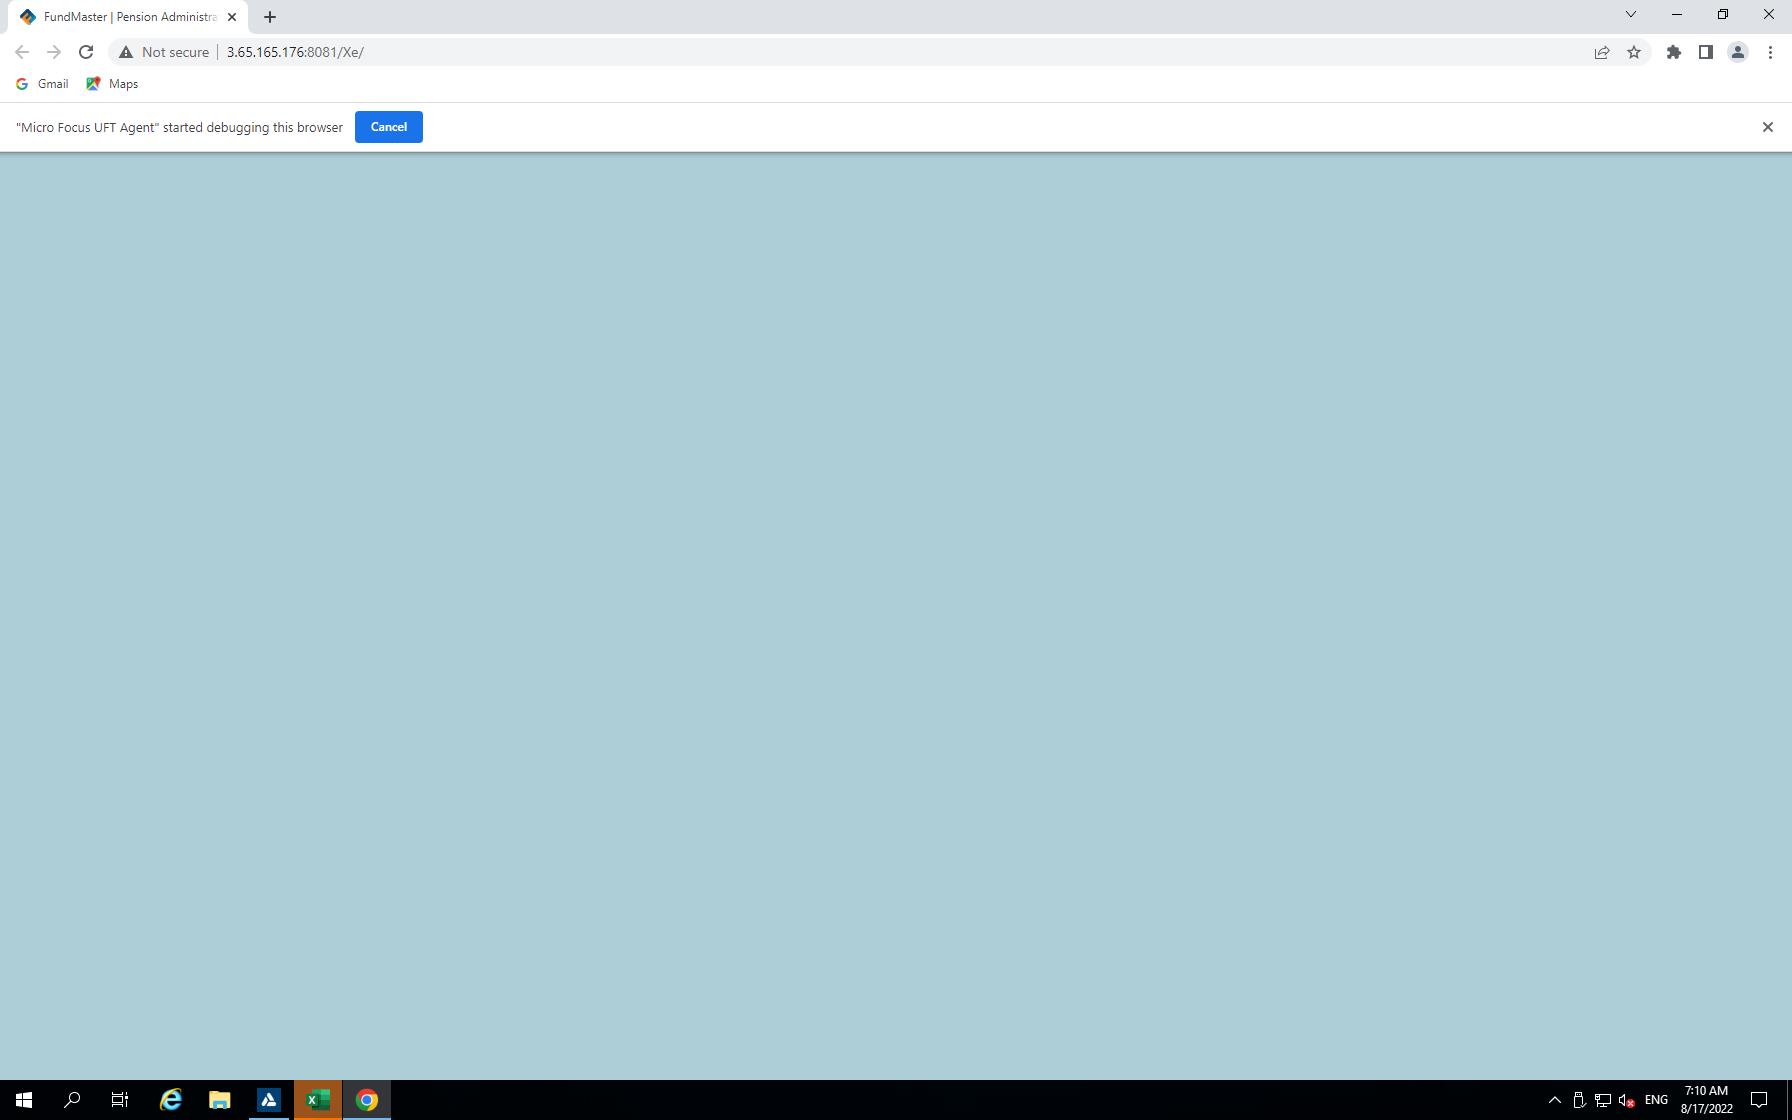 FundMaster | Pension Administra
Not secure
3.65.165.176:8081/Xe/
Gmail
Maps
"Micro Focus UFT Agent" started debugging this browser
Cancel
ENG
7:10 AM
8/17/2022